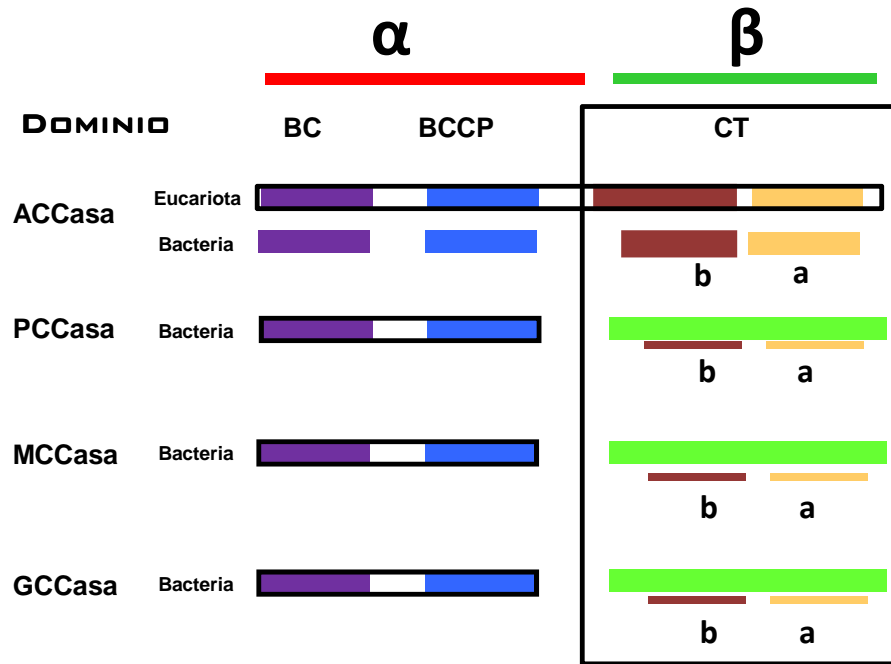 α β
DOMINIO BC BCCP CT
ACCasa Eucariota
Bacteria
b a
PCCasa Bacteria
b a
MCCasa Bacteria
b a
GCCasa Bacteria
b a